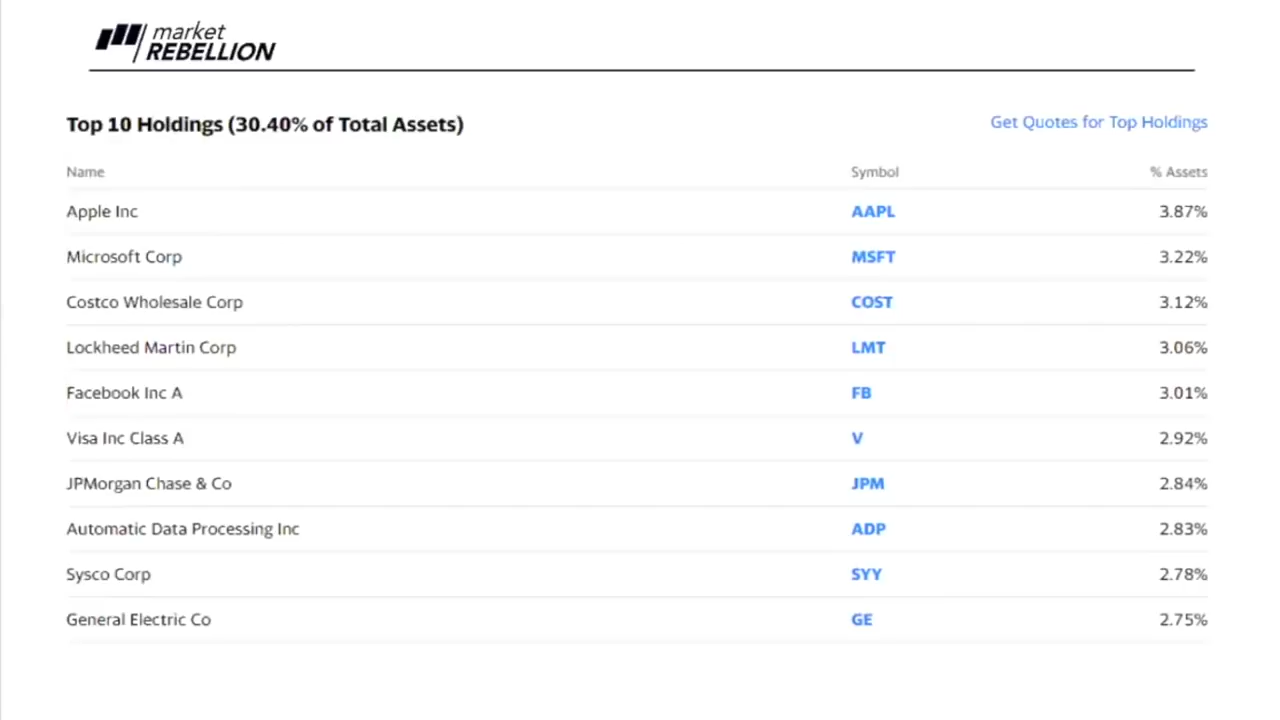 market
REBELLION
Top 10 Holdings (30.40% of Total Assets) Get Quotes for Top Holdings
Name Symbol % Assets
Apple Inc AAPL 3.87%
Microsoft Corp MSFT 3.22%
Costco Wholesale Corp COST 3.12%
Lockheed Martin Corp LMT 3.06%
Facebook Inc A FB 3.01%
Visa Inc Class A V 2.92%
JPMorgan Chase & Co JPM 2.84%
Automatic Data Processing Inc ADP 2.83%
Sysco Corp SYY 2.78%
General Electric Co GE 2.75%